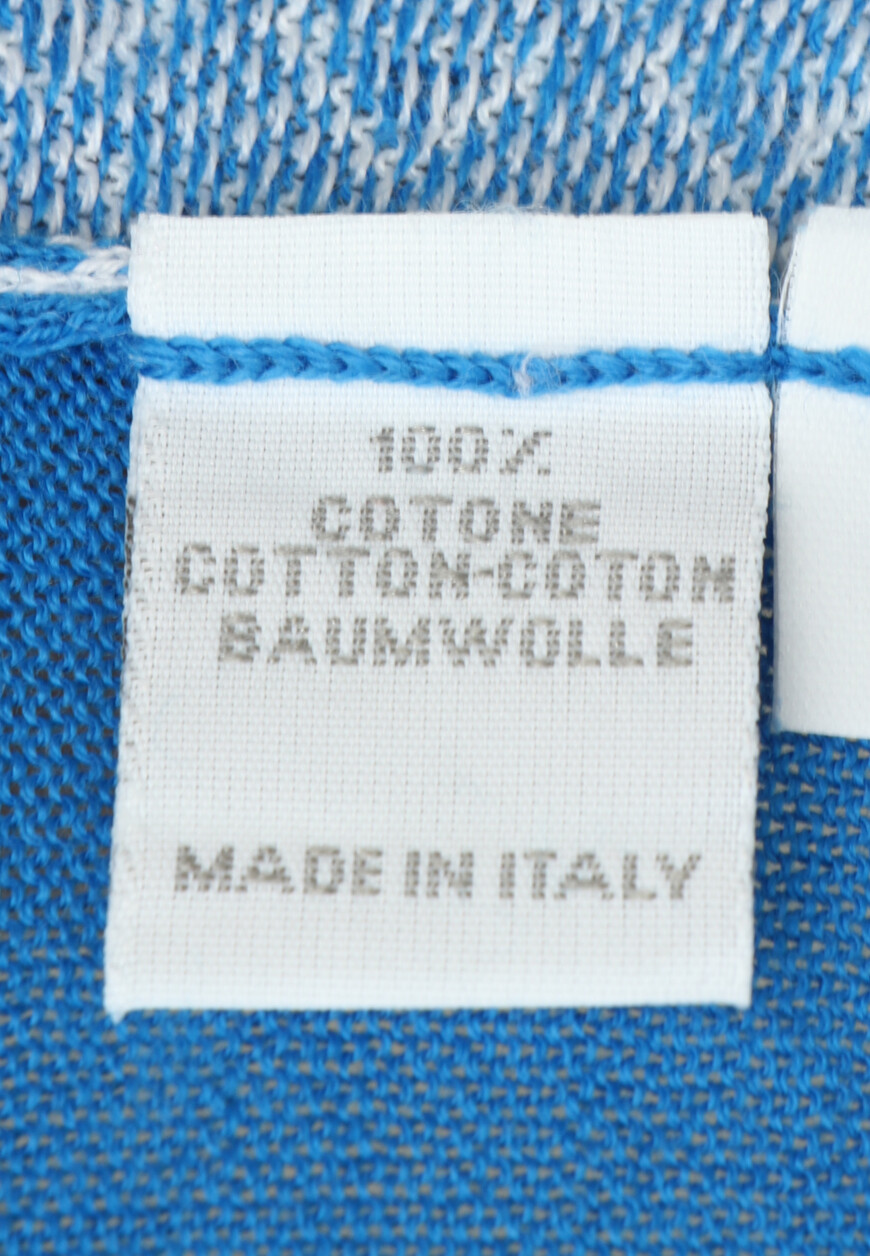 100%
COTONE
COTTON-COTON
BAUMWOLLE
MADE IN ITALY